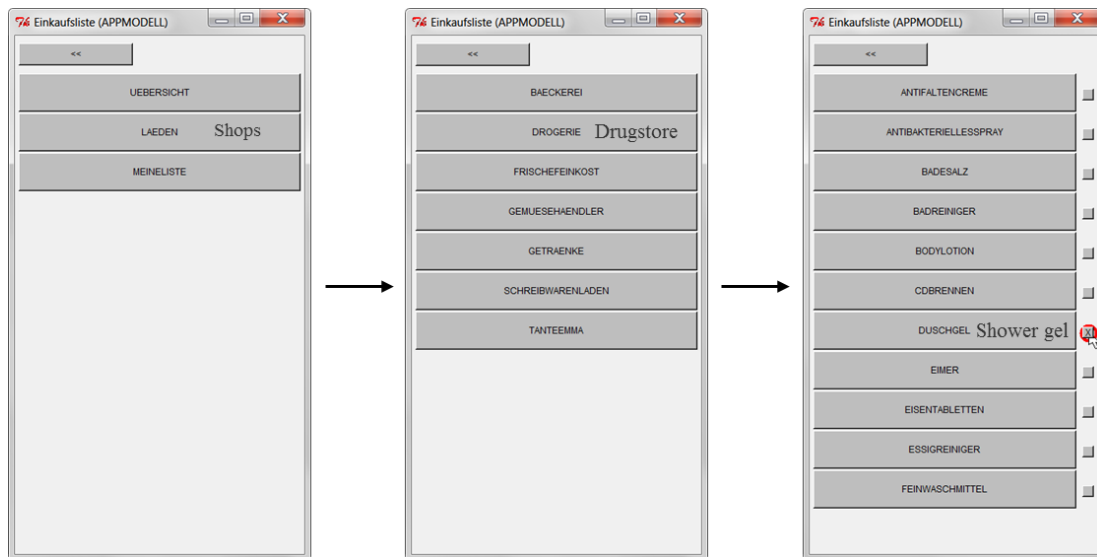 Einkaufsliste (APPMODELL)
<<
UEBERSICHT
LAEDEN Shops
MEINELISTE
Einkaufsliste (APPMODELL)
<<
BAECKEREI
DROGERIE Drugstore
FRISCHEFEINKOST
GEMUESEHAENDLER
GETRAENKE
SCHREIBWARENLADEN
TANTEEMMA
Einkaufsliste (APPMODELL)
<<
ANTIFALTENCREME
ANTIBAKTERIELLESSPRAY
BADESALZ
BADREINIGER
BODYLOTION
CDBRENNEN
DUSCHGEL Shower gel X
EIMER
EISENTABLETTEN
ESSIGREINIGER
FEINWASCHMITTEL